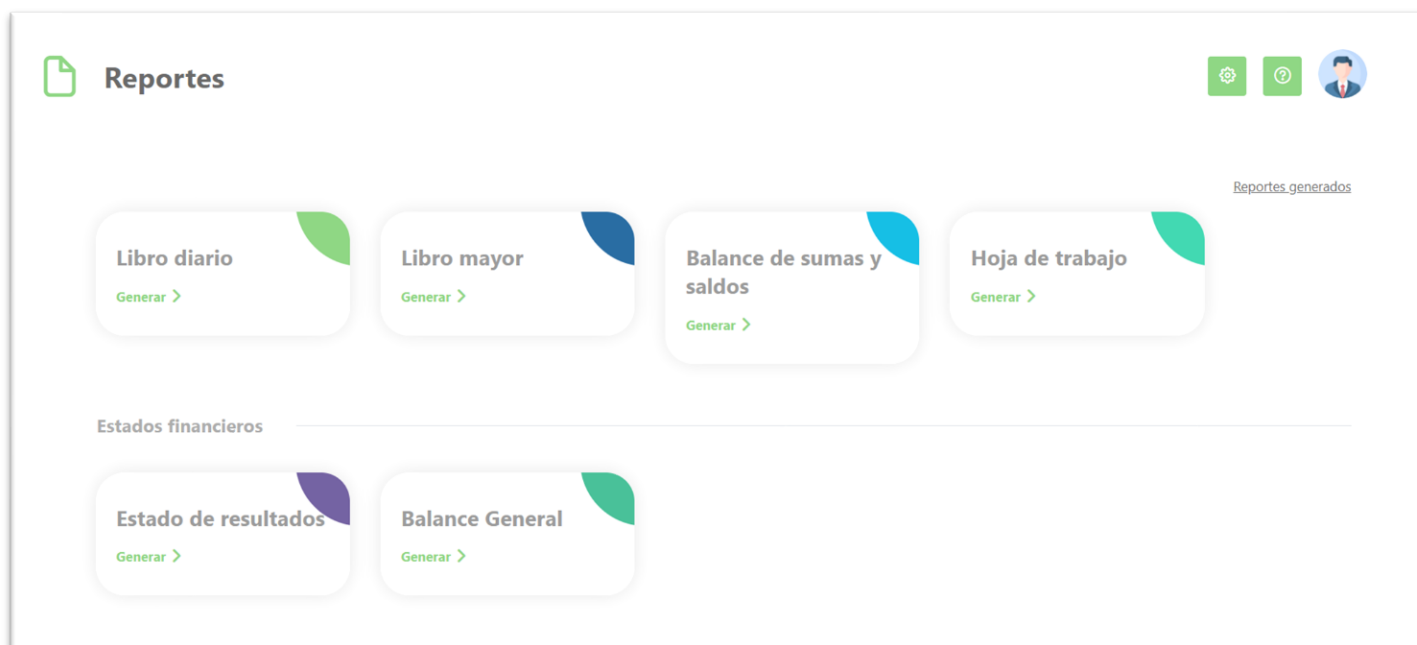 Reportes
Reportes generados
Libro diario
Generar
Libro mayor
Generar
Balance de sumas y
saldos
Generar
Hoja de trabajo
Generar
Estados financieros
Estado de resultados
Generar
Balance General
Generar